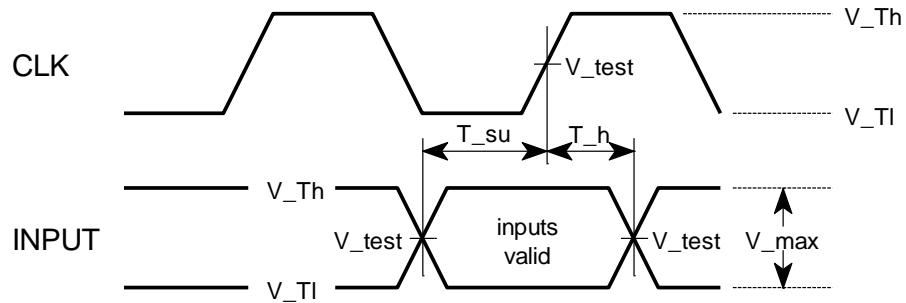 V_Th
CLK
V_test
V_Tl
T_su
T_h
V_Th
INPUT
V_test
inputs
valid
V_test
V_max
V_Tl